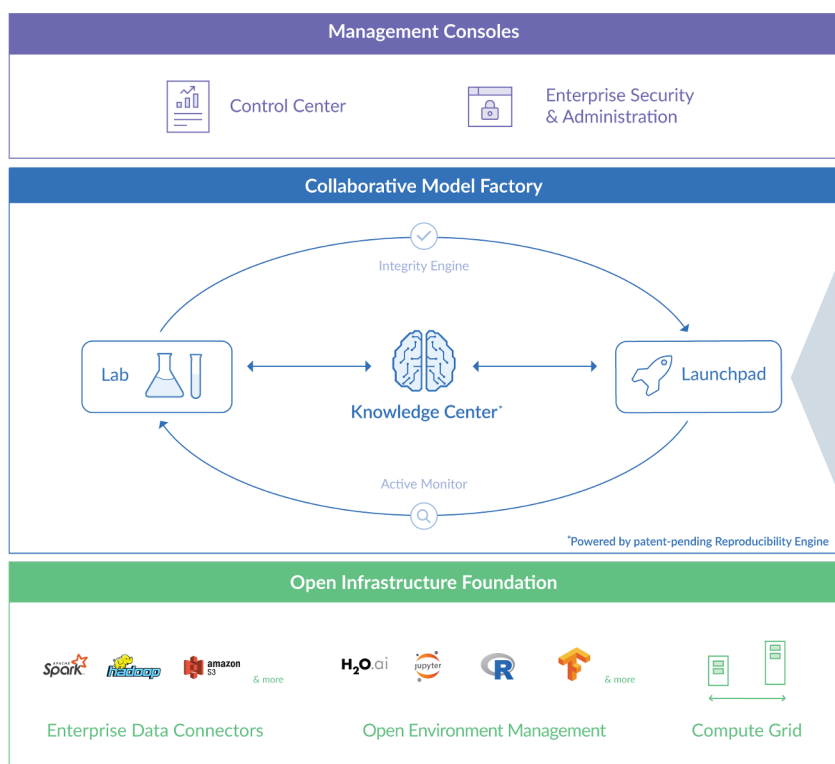 Management Consoles
Control Center
Enterprise Security
& Administration
Collaborative Model Factory
Integrity Engine
Lab
Launchpad
Knowledge Center*
Active Monitor
*Powered by patent-pending Reproducibility Engine
Open Infrastructure Foundation
APACHE
Spark
hadoop
amazon
S3
& more
H2O.ai
jupyter
R
& more
Enterprise Data Connectors
Open Environment Management
Compute Grid